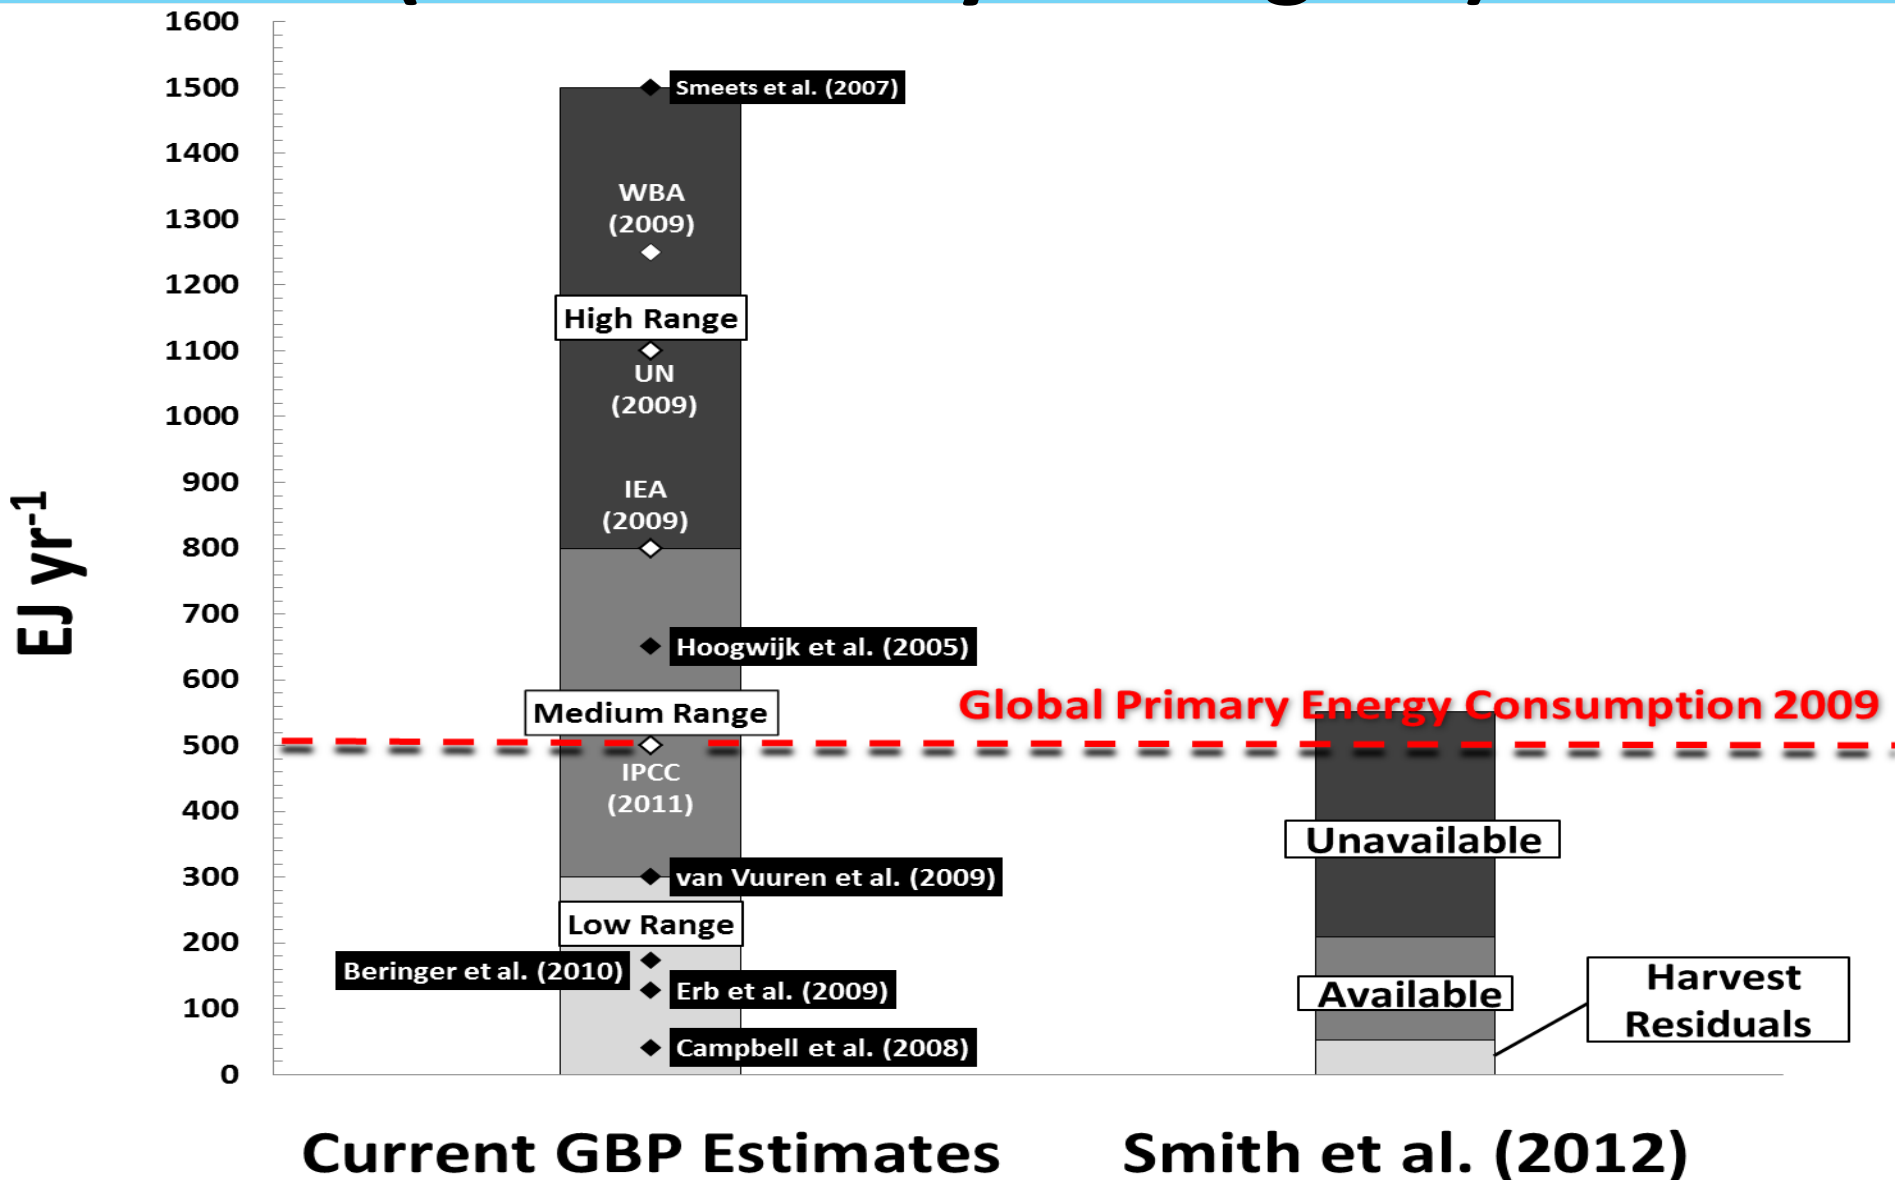 1600
1500
1400
1300
1200
1100
1000
900
800
700
600
500
400
300
200
100
0
EJ yr-1
Smeets et al. (2007)
WBA
(2009)
High Range
UN
(2009)
IEA
(2009)
Hoogwijk et al. (2005)
Medium Range
IPCC
(2011)
van Vuuren et al. (2009)
Low Range
Beringer et al. (2010)
Erb et al. (2009)
Campbell et al. (2008)
Global Primary Energy Consumption 2009
Unavailable
Available
Harvest
Residuals
Current GBP Estimates
Smith et al. (2012)